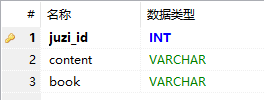 # 名称 数据类型
1 juzi_id INT
2 content VARCHAR
3 book VARCHAR